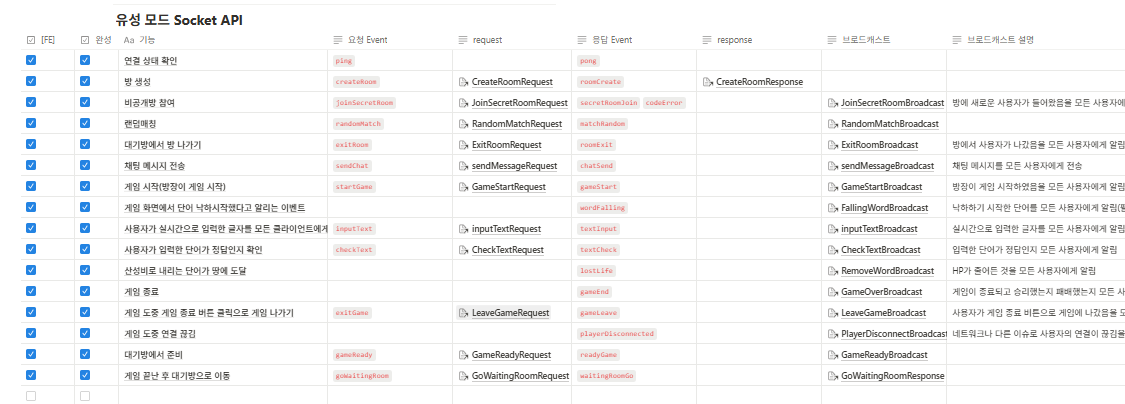 유성 모드 Socket API
[FE] 완성 Aa 기능 요청 Event request 응답 Event response 브로드캐스트 브로드캐스트 설명
연결 상태 확인 ping pong
방 생성 createRoom CreateRoomRequest roomCreate CreateRoomResponse
비공개방 참여 joinSecretRoom JoinSecretRoomRequest secretRoomJoin codeError JoinSecretRoomBroadcast 방에 새로운 사용자가 들어왔음을 모든 사용자에게
랜덤매칭 randomMatch RandomMatchRequest matchRandom RandomMatchBroadcast
대기방에서 방 나가기 exitRoom ExitRoomRequest roomExit ExitRoomBroadcast 방에서 사용자가 나갔음을 모든 사용자에게 알림
채팅 메시지 전송 sendChat sendMessageRequest chatSend sendMessageBroadcast 채팅 메시지를 모든 사용자에게 전송
게임 시작(방장이 게임 시작) startGame GameStartRequest gameStart GameStartBroadcast 방장이 게임 시작하였음을 모든 사용자에게 알림
게임 화면에서 단어 낙하시작했다고 알리는 이벤트 wordFalling FallingWordBroadcast 낙하하기 시작한 단어를 모든 사용자에게 알림
사용자가 실시간으로 입력한 글자를 모든 클라이언트에게 inputText inputTextRequest textInput inputTextBroadcast 실시간으로 입력한 글자를 모든 사용자에게 알림
사용자가 입력한 단어가 정답인지 확인 checkText CheckTextRequest textCheck CheckTextBroadcast 입력한 단어가 정답인지 모든 사용자에게 알림
산성비로 내리는 단어가 땅에 도달 lostLife RemoveWordBroadcast HP가 줄어든 것을 모든 사용자에게 알림
게임 종료 gameEnd GameOverBroadcast 게임이 종료되고 승리했는지 패배했는지 모든
게임 도중 게임 종료 버튼 클릭으로 게임 나가기 exitGame LeaveGameRequest gameLeave LeaveGameBroadcast 사용자가 게임 종료 버튼으로 게임에 나갔음을
게임 도중 연결 끊김 playerDisconnected PlayerDisconnectBroadcast 네트워크나 다른 이슈로 사용자의 연결이 끊김을
대기방에서 준비 gameReady GameReadyRequest readyGame GameReadyBroadcast
게임 끝난 후 대기방으로 이동 goWaitingRoom GoWaitingRoomRequest waitingRoomGo GoWaitingRoomResponse